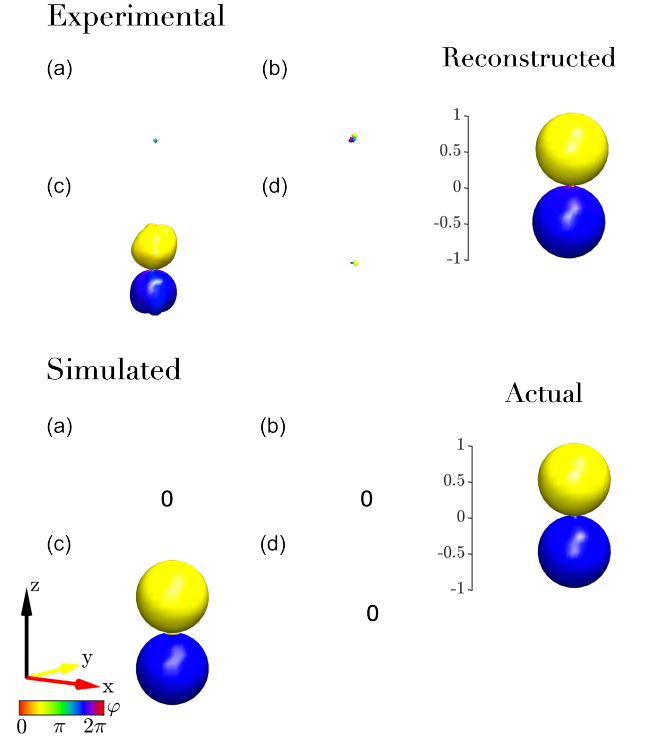 Experimental
(a)
(b)
Reconstructed
1
0.5
0
-0.5
-1
(c)
(d)
Simulated
Actual
(a)
(b)
1
0.5
0
-0.5
-1
0
0
(c)
(d)
0
z
y
x
φ
0 π 2π